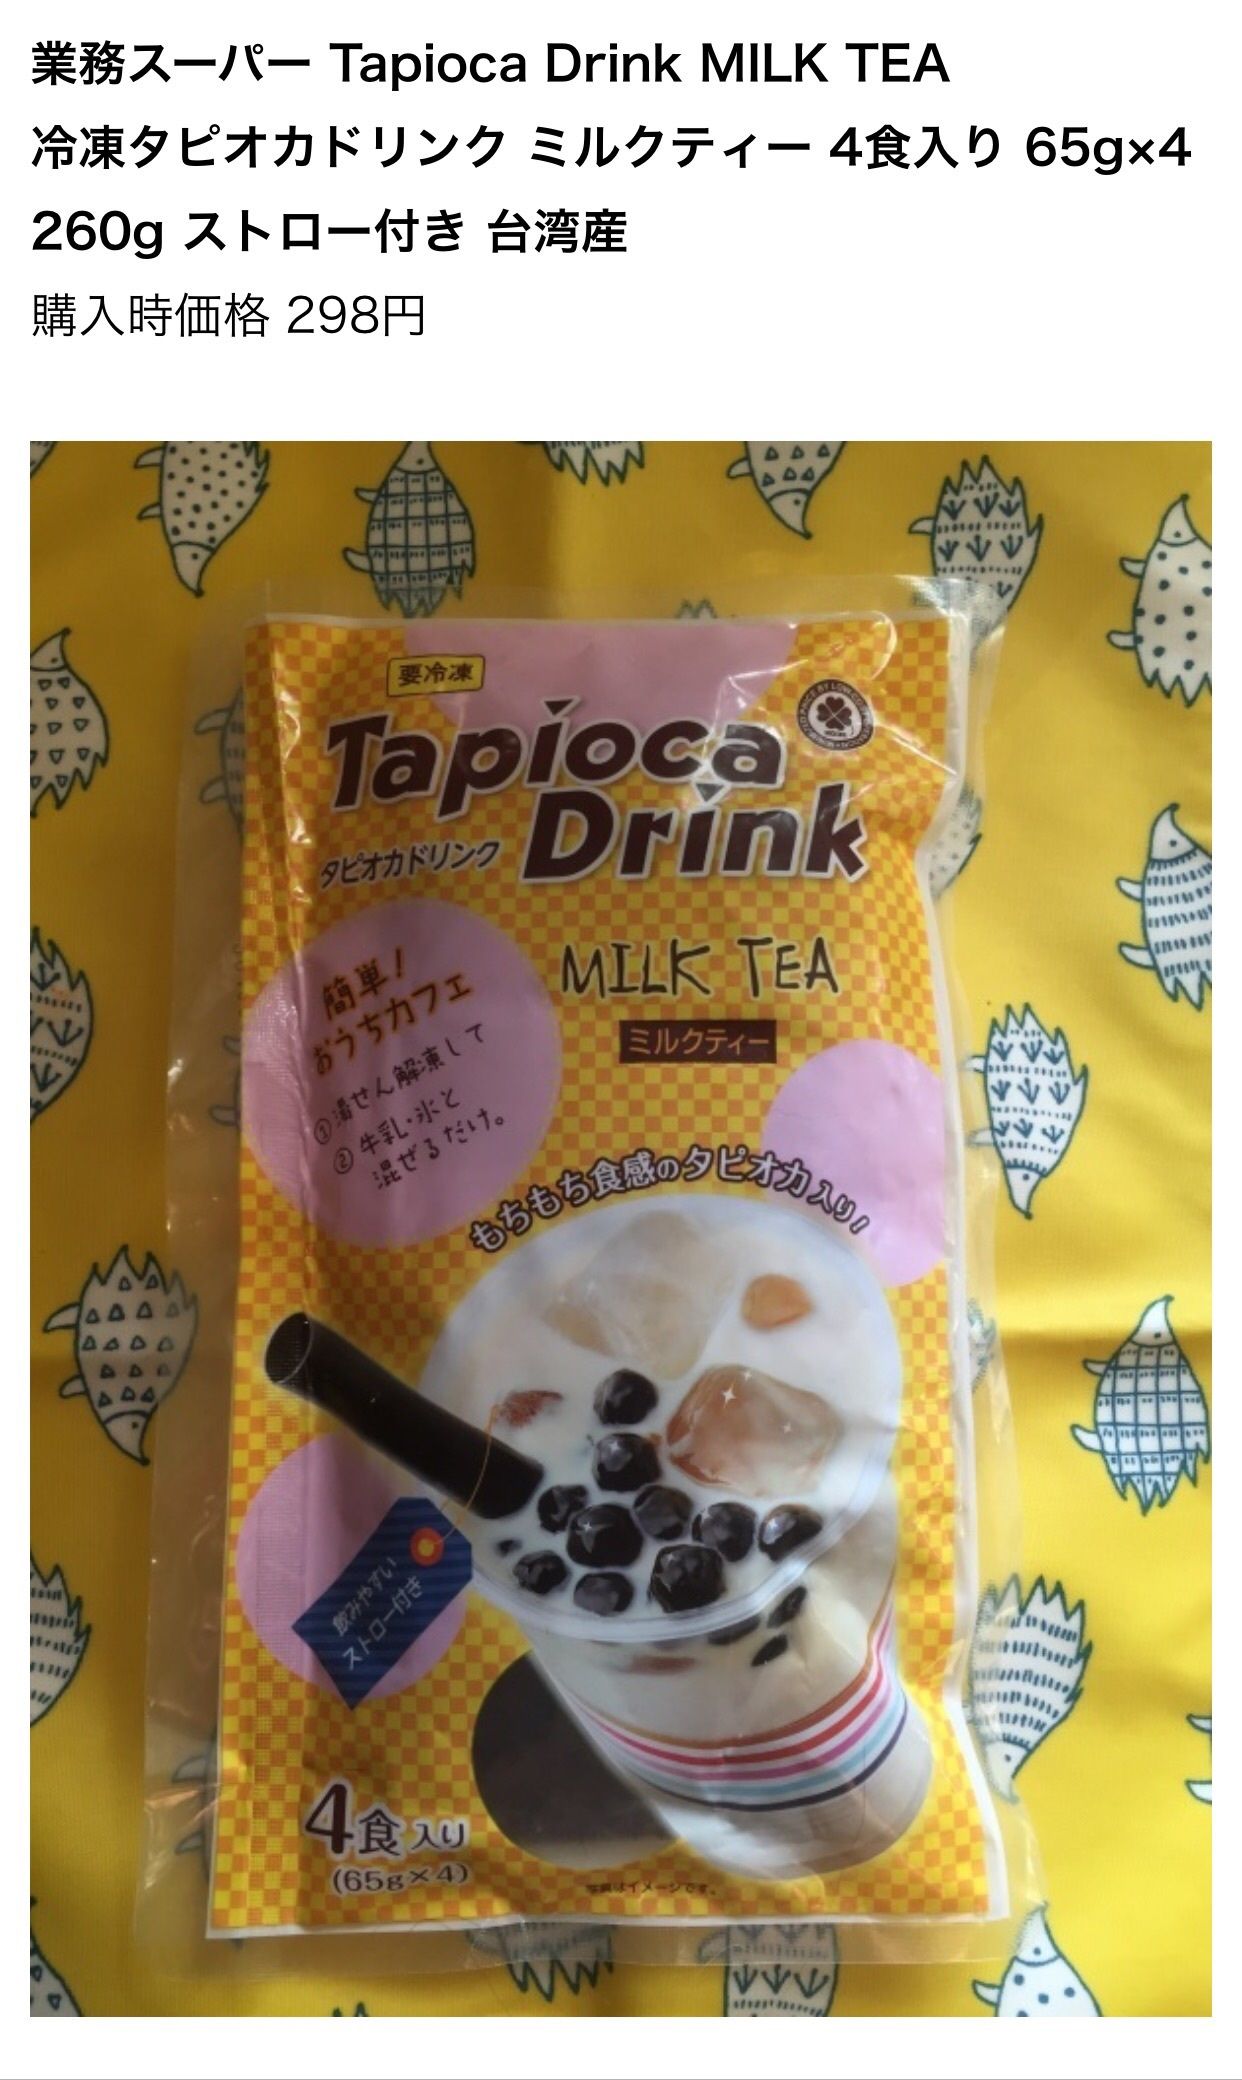 業務スーパー Tapioca Drink MILK TEA
冷凍タピオカドリンク ミルクティー 4食入り 65g×4
260g ストロー付き 台湾産
購入時価格 298円
要冷凍
Tapioca
Drink
タピオカドリンク
MILK TEA
ミルクティー
簡単!
おうちカフェ
①湯せん解凍して
②牛乳・氷と
混ぜるだけ。
もちもち食感のタピオカ入り!
飲みやすい
ストロー付き
4食入り
(65g×4)
写真はイメージです。